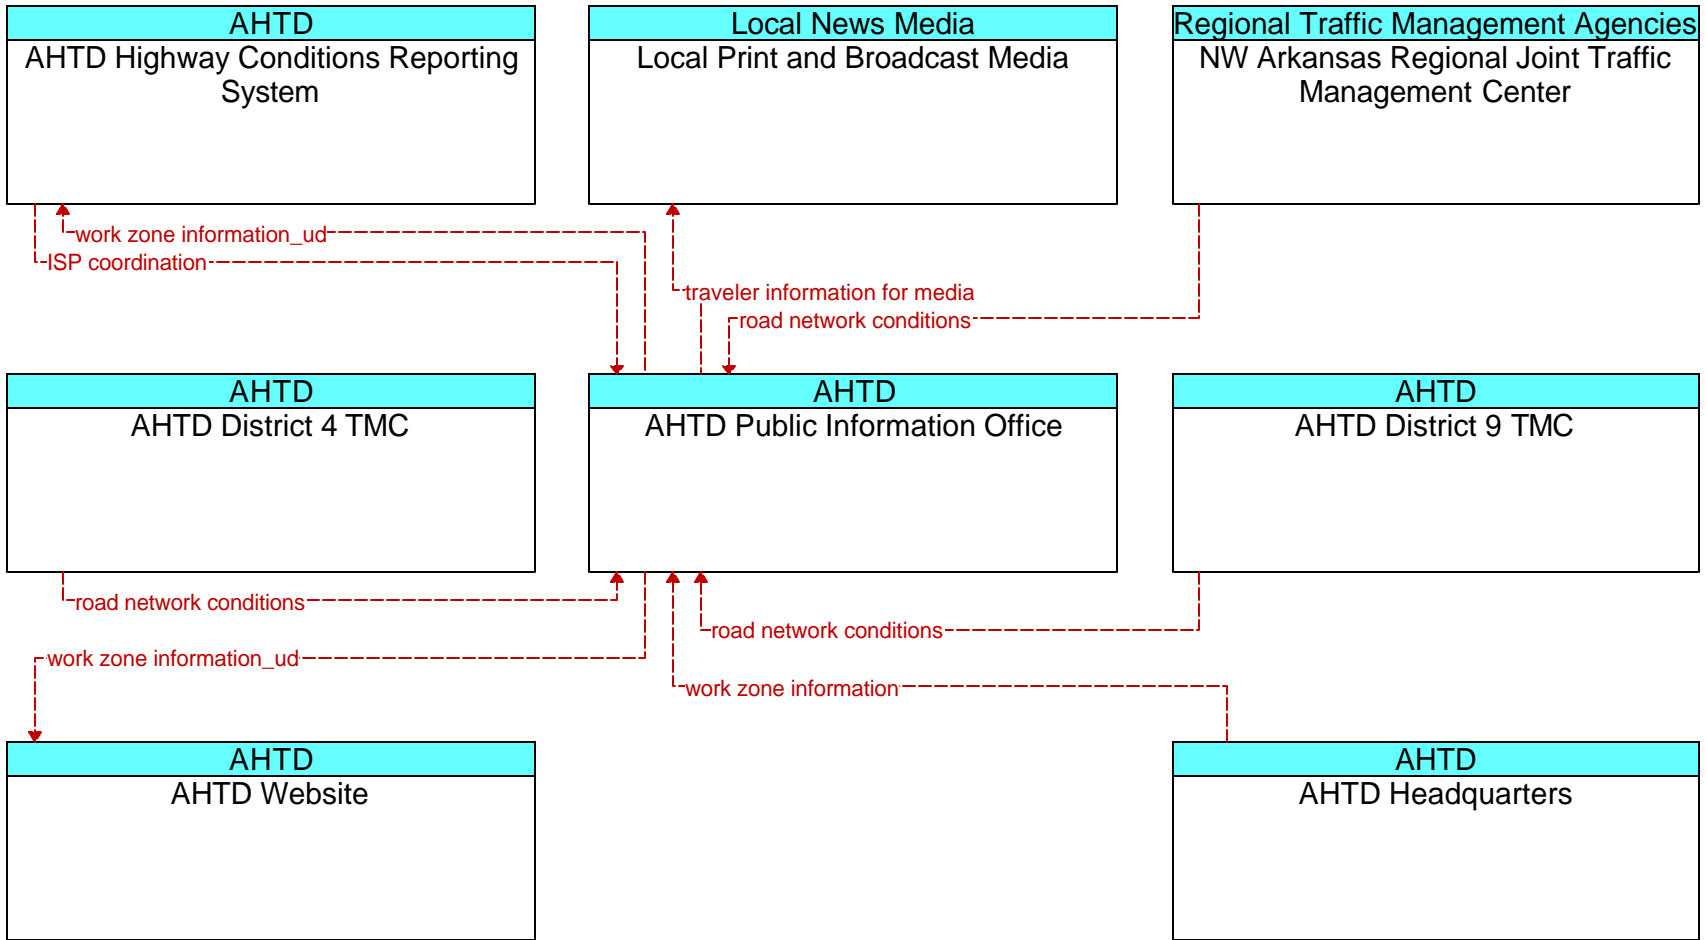 AHTD
AHTD Highway Conditions Reporting
System
Local News Media
Local Print and Broadcast Media
Regional Traffic Management Agencies
NW Arkansas Regional Joint Traffic
Management Center
work zone information_ud
ISP coordination
traveler information for media
road network conditions
AHTD
AHTD District 4 TMC
AHTD
AHTD Public Information Office
AHTD
AHTD District 9 TMC
road network conditions
road network conditions
work zone information_ud
work zone information
AHTD
AHTD Website
AHTD
AHTD Headquarters